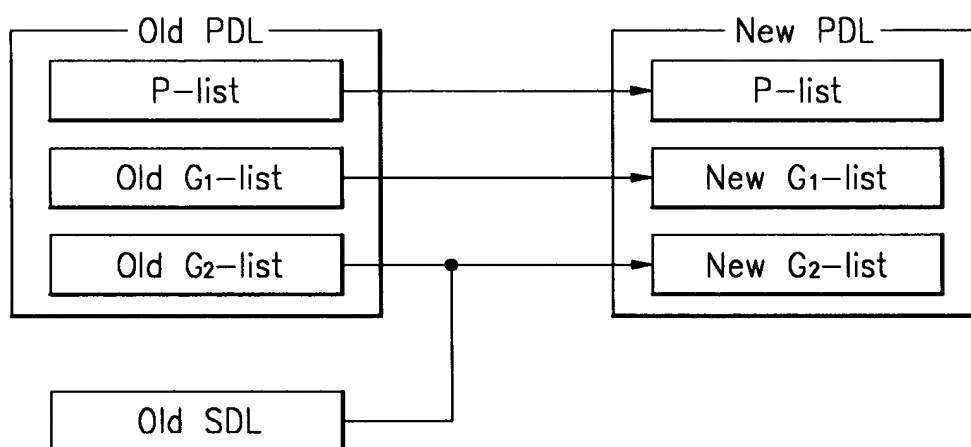 Old PDL
New PDL
P-list
P-list
Old G₁-list
New G₁-list
Old G₂-list
New G₂-list
Old SDL